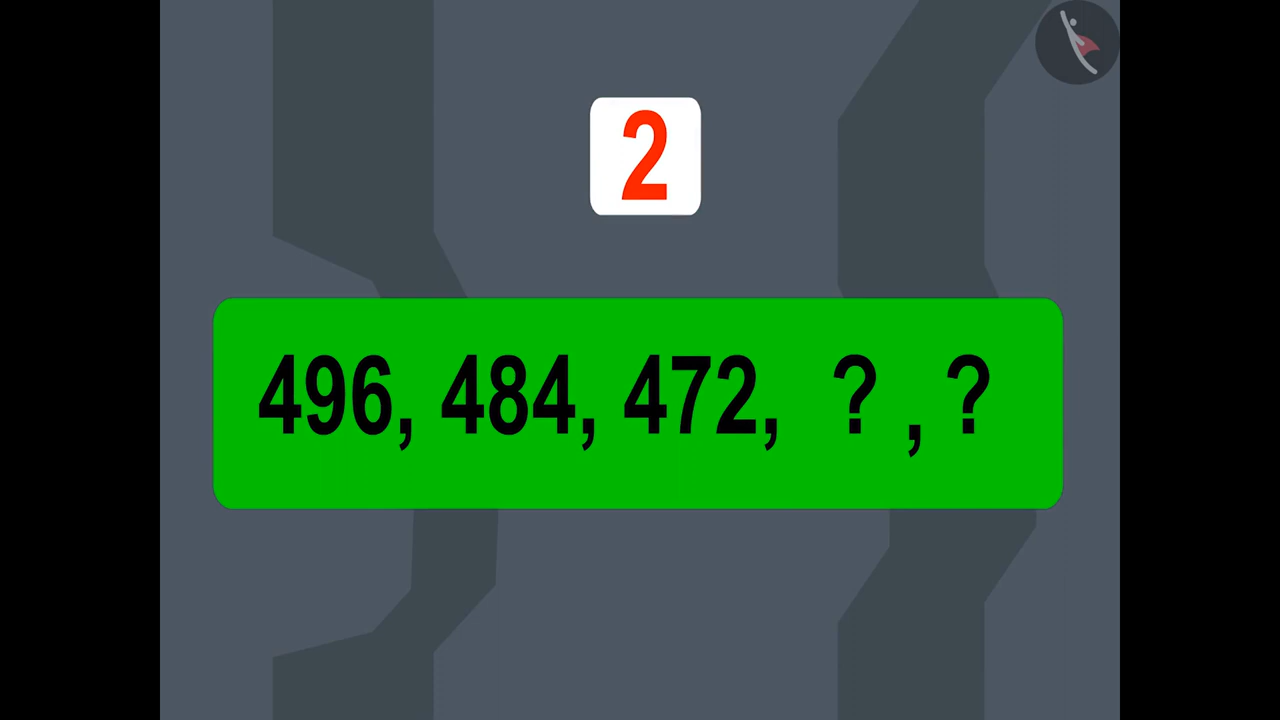 2
496, 484, 472, ? , ?